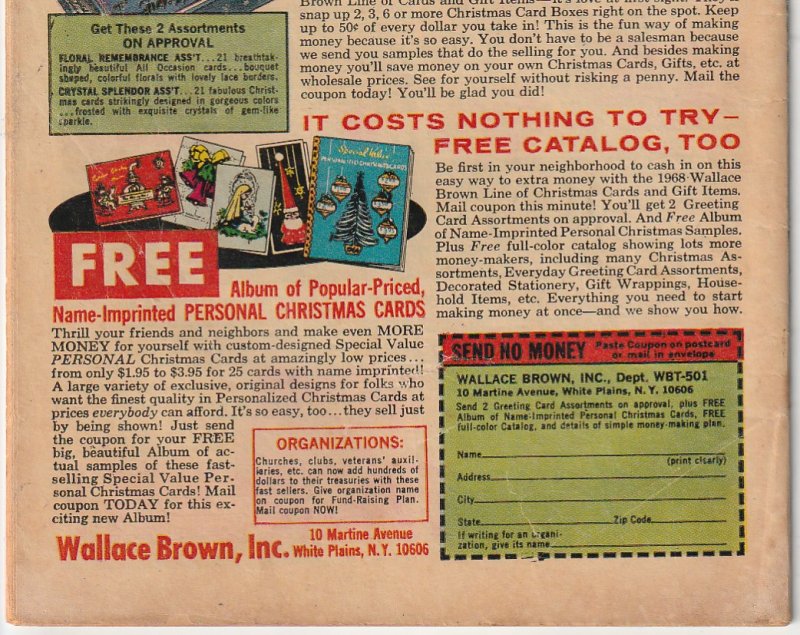 Get These 2 Assortments
ON APPROVAL
FLORAL REMEMBRANCE ASS'T....21 breathtak-
ingly beautiful All Occasion cards...bouquet
shaped, colorful florals with lovely lace borders.
CRYSTAL SPLENDOR ASS'T....21 fabulous Christ-
mas cards strikingly designed in gorgeous colors
...frosted with exquisite crystals of gem-like
sparkle.
Brown Line of Cards and Gift Items—it's love at first sight. They'll
snap up 2, 3, 6 or more Christmas Card Boxes right on the spot. Keep
up to 50¢ of every dollar you take in! This is the fun way of making
money because it's so easy. You don't have to be a salesman because
we send you samples that do the selling for you. And besides making
money you'll save money on your own Christmas Cards, Gifts, etc. at
wholesale prices. See for yourself without risking a penny. Mail the
coupon today! You'll be glad you did!
IT COSTS NOTHING TO TRY—
FREE CATALOG, TOO
Special Value
PERSONALIZED CHRISTMAS CARDS
FREE
Album of Popular-Priced,
Name-Imprinted PERSONAL CHRISTMAS CARDS
Thrill your friends and neighbors and make even MORE
MONEY for yourself with custom-designed Special Value
PERSONAL Christmas Cards at amazingly low prices...
from only $1.95 to $3.95 for 25 cards with name imprinted!
A large variety of exclusive, original designs for folks who
want the finest quality in Personalized Christmas Cards at
prices everybody can afford. It's so easy, too...they sell just
by being shown! Just send
the coupon for your FREE
big, beautiful Album of ac-
tual samples of these fast-
selling Special Value Per-
sonal Christmas Cards! Mail
coupon TODAY for this ex-
citing new Album!
ORGANIZATIONS:
Churches, clubs, veterans' auxil-
iaries, etc. can now add hundreds of
dollars to their treasuries with these
fast sellers. Give organization name
on coupon for Fund-Raising Plan.
Mail coupon NOW!
Wallace Brown, Inc. 10 Martine Avenue
White Plains, N.Y. 10606
Be first in your neighborhood to cash in on this
easy way to extra money with the 1968 Wallace
Brown Line of Christmas Cards and Gift Items.
Mail coupon this minute! You'll get 2 Greeting
Card Assortments on approval. And Free Album
of Name-Imprinted Personal Christmas Samples.
Plus Free full-color catalog showing lots more
money-makers, including many Christmas As-
sortments, Everyday Greeting Card Assortments,
Decorated Stationery, Gift Wrappings, House-
hold Items, etc. Everything you need to start
making money at once—and we show you how.
SEND NO MONEY Paste Coupon on postcard
or mail in envelope
WALLACE BROWN, INC., Dept. WBT-501
10 Martine Avenue, White Plains, N. Y. 10606
Send 2 Greeting Card Assortments on approval, plus FREE
Album of Personal Name-Imprinted Christmas Cards, FREE
full-color Catalog, and details of simple money-making plan.
Name
(print clearly)
Address
City
State Zip Code
If writing for an organi-
zation, give its name